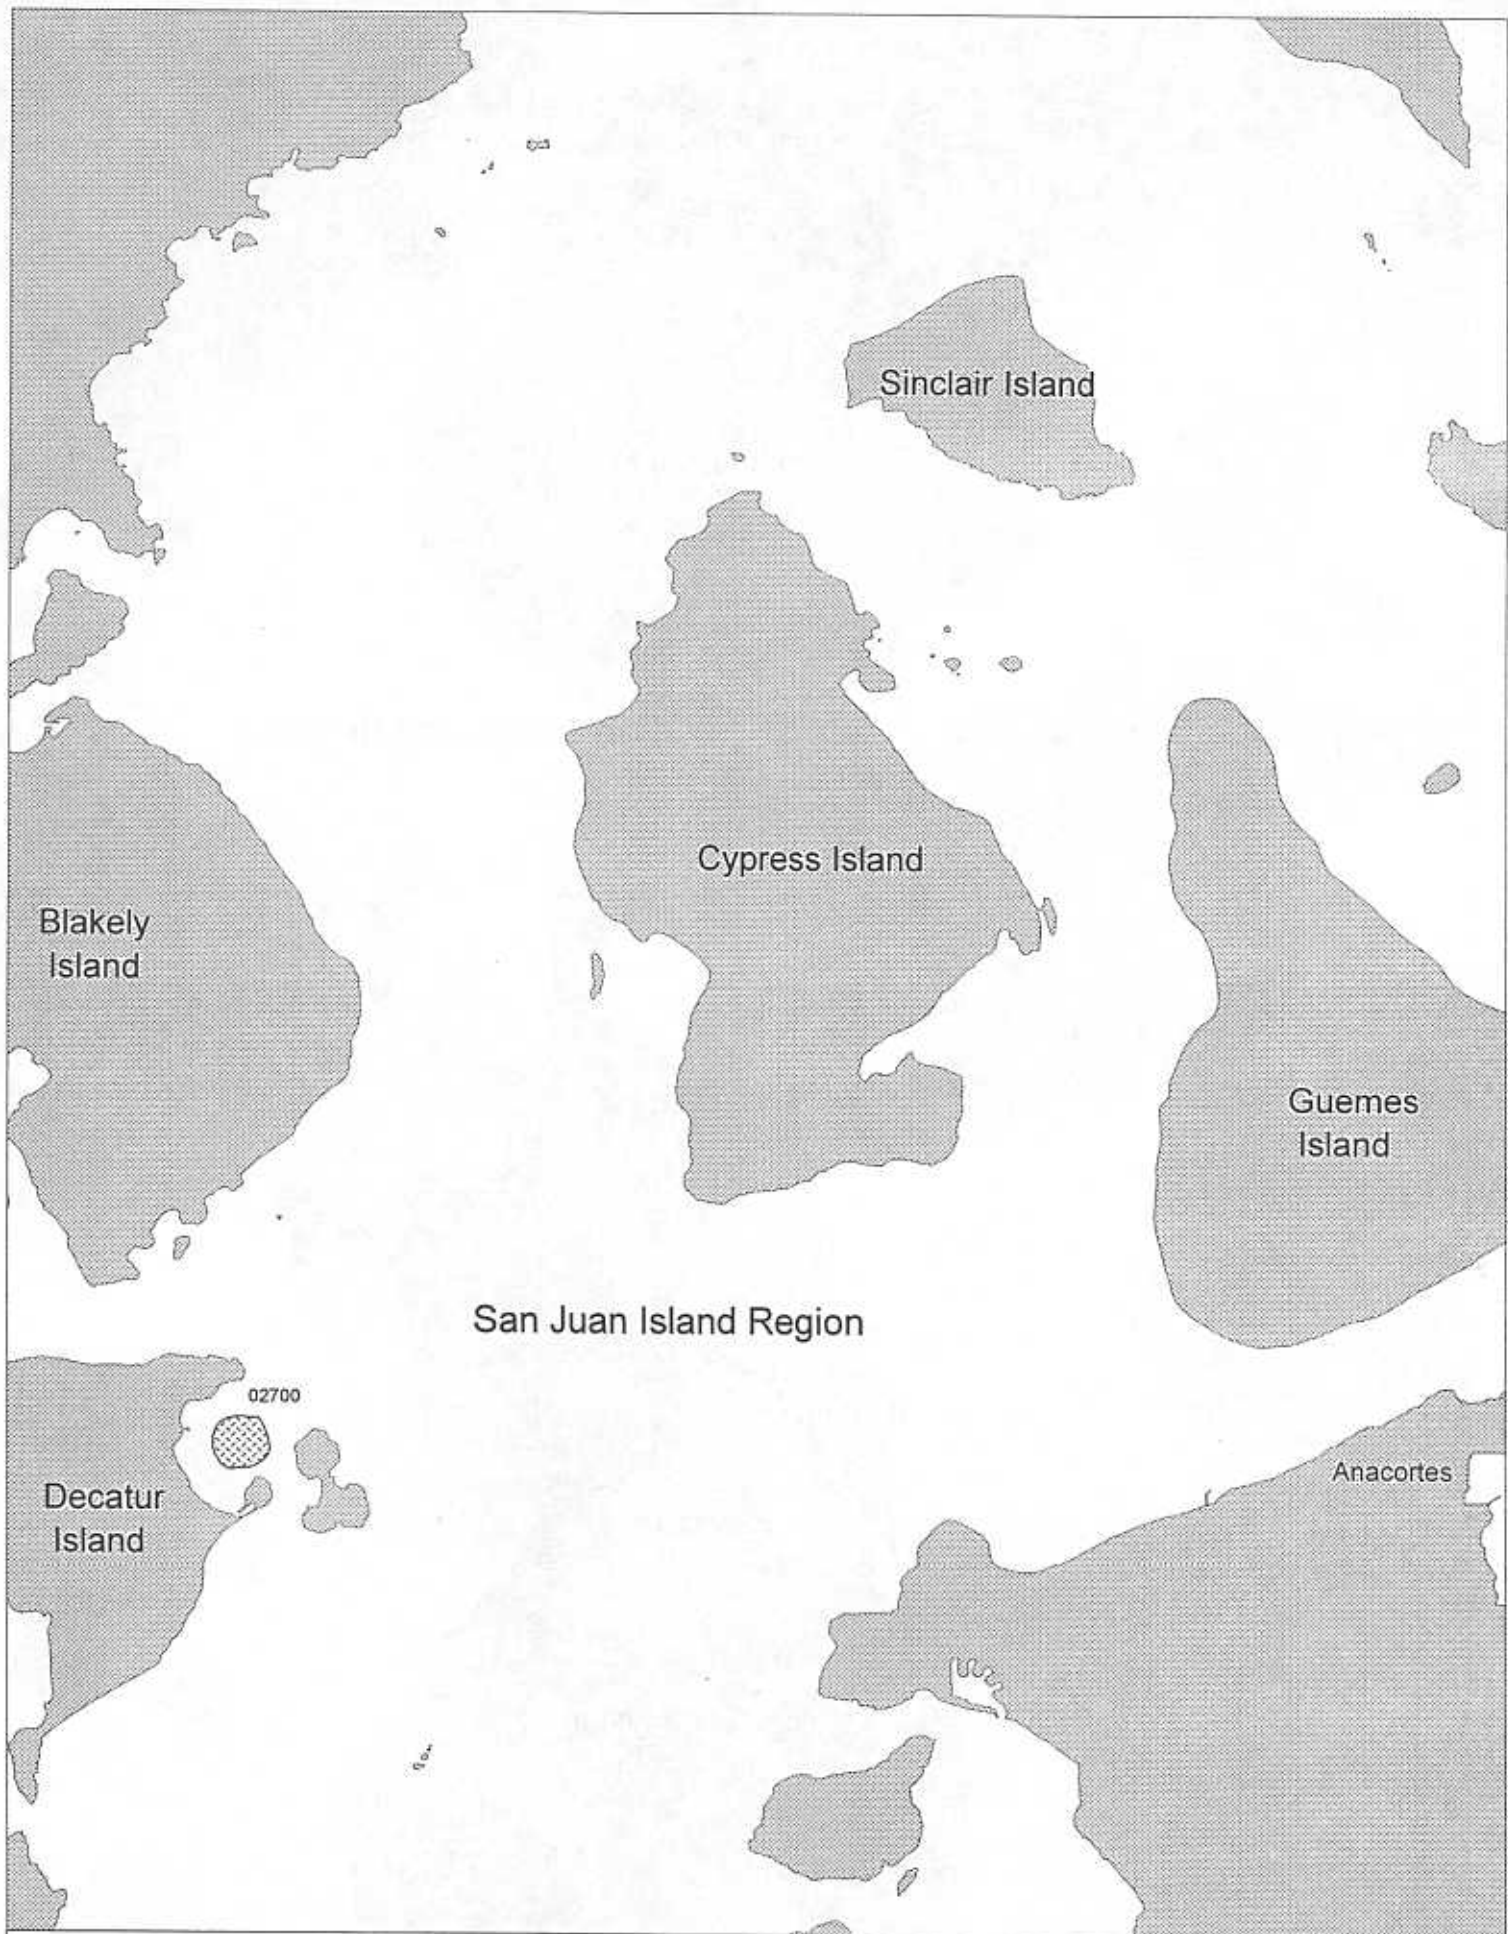 Sinclair Island
Cypress Island
Blakely
Island
Guemes
Island
San Juan Island Region
02700
Anacortes
Decatur
Island